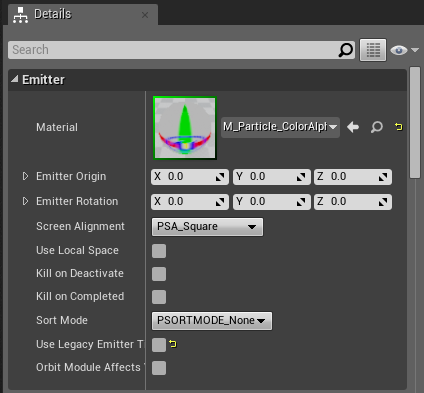 Details
Search
Emitter
Material
M_Particle_ColorAlpl
Emitter Origin X 0.0 Y 0.0 Z 0.0
Emitter Rotation X 0.0 Y 0.0 Z 0.0
Screen Alignment PSA_Square
Use Local Space
Kill on Deactivate
Kill on Completed
Sort Mode PSORTMODE_None
Use Legacy Emitter T
Orbit Module Affects